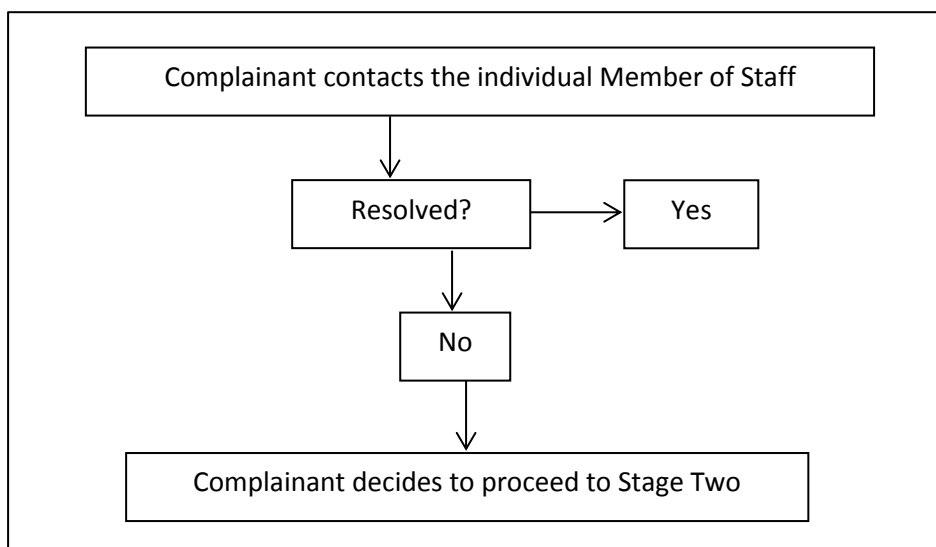 Complainant contacts the individual Member of Staff
Resolved?
Yes
No
Complainant decides to proceed to Stage Two